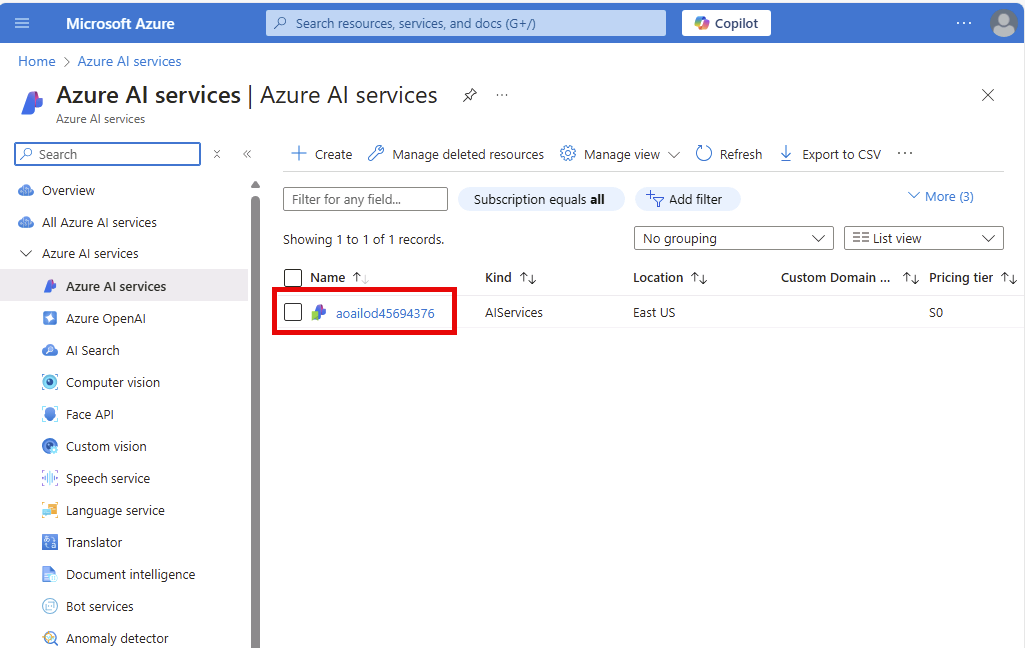 Microsoft Azure
Search resources, services, and docs (G+/)
Copilot
Home > Azure AI services
Azure AI services | Azure AI services
Azure AI services
Search
Overview
All Azure AI services
Azure AI services
Azure AI services
Azure OpenAI
AI Search
Computer vision
Face API
Custom vision
Speech service
Language service
Translator
Document intelligence
Bot services
Anomaly detector
Create Manage deleted resources Manage view Refresh Export to CSV
Filter for any field... Subscription equals all Add filter More (3)
Showing 1 to 1 of 1 records. No grouping List view
Name Kind Location Custom Domain ... Pricing tier
aoailod45694376 AIServices East US S0